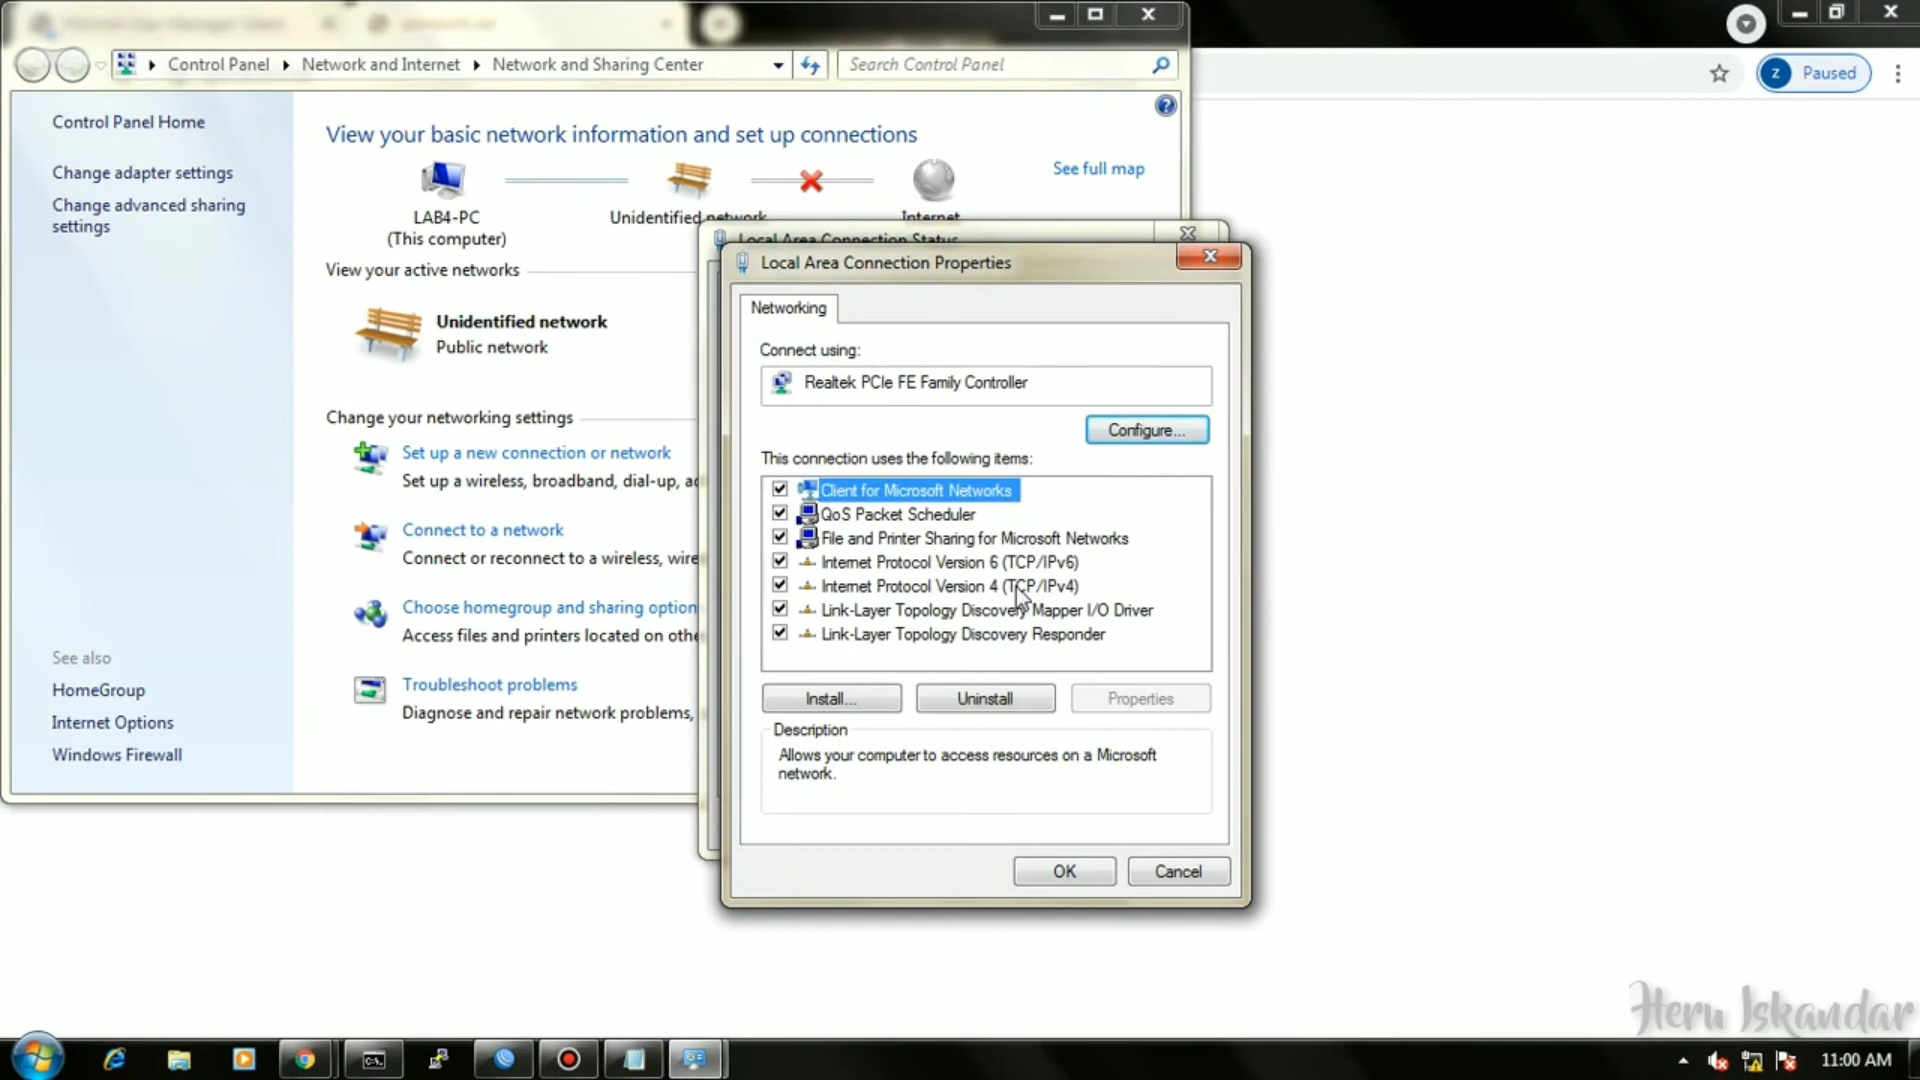 Control Panel
Network and Internet
Network and Sharing Center
Search Control Panel
Z
Paused
Control Panel Home
Change adapter settings
Change advanced sharing
settings
See also
HomeGroup
Internet Options
Windows Firewall
View your basic network information and set up connections
See full map
LAB4-PC
(This computer)
Unidentified network
Internet
View your active networks
Unidentified network
Public network
Change your networking settings
Set up a new connection or network
Set up a wireless, broadband, dial-up, ad
Connect to a network
Connect or reconnect to a wireless, wire
Choose homegroup and sharing option
Access files and printers located on othe
Troubleshoot problems
Diagnose and repair network problems,
Local Area Connection Status
Local Area Connection Properties
Networking
Connect using:
Realtek PCIe FE Family Controller
Configure...
This connection uses the following items:
Client for Microsoft Networks
QoS Packet Scheduler
File and Printer Sharing for Microsoft Networks
Internet Protocol Version 6 (TCP/IPv6)
Internet Protocol Version 4 (TCP/IPv4)
Link-Layer Topology Discovery Mapper I/O Driver
Link-Layer Topology Discovery Responder
Install...
Uninstall
Properties
Description
Allows your computer to access resources on a Microsoft
network.
OK
Cancel
Heru Iskandar
C:\.
11:00 AM